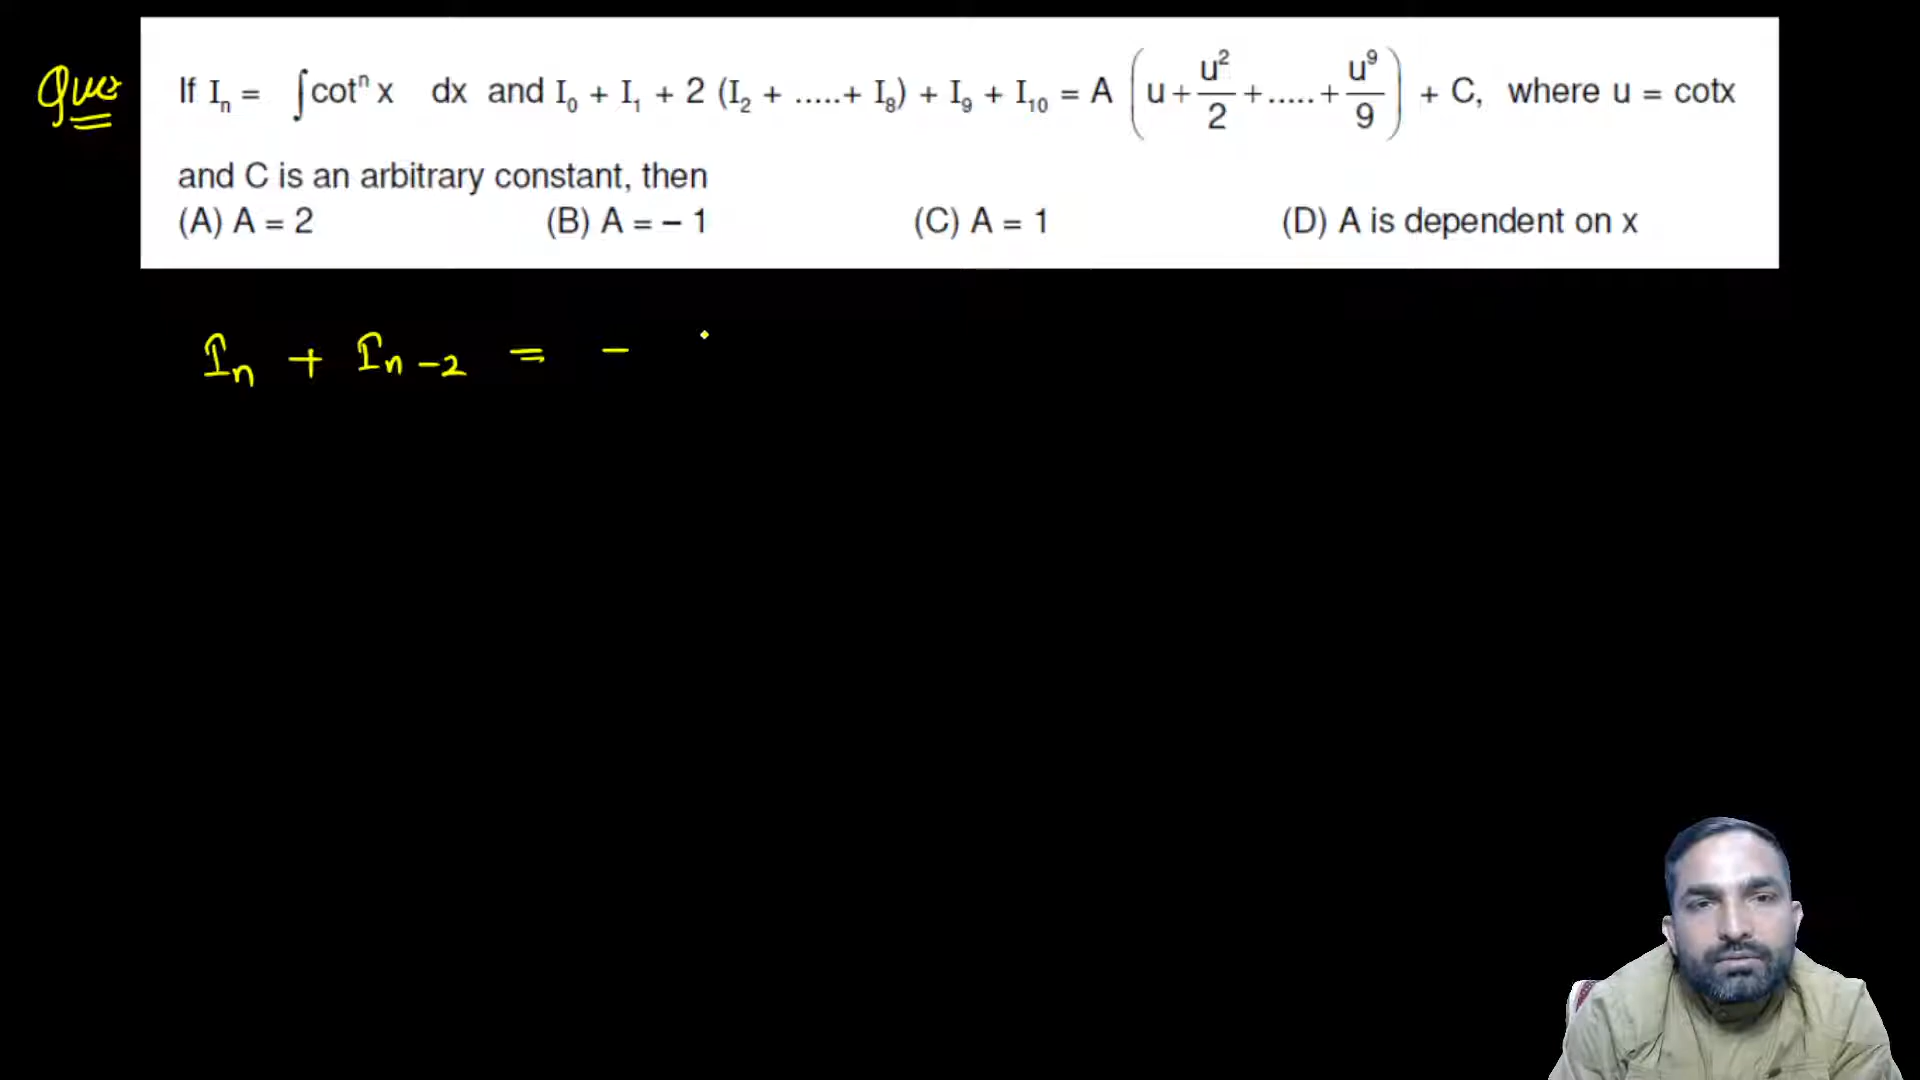 Que If Iₙ = ∫cotⁿ x dx and I₀ + I₁ + 2 (I₂ + .....+ I₈) + I₉ + I₁₀ = A (u + u²/2 + ..... + u⁹/9) + C, where u = cotx
and C is an arbitrary constant, then
(A) A = 2 (B) A = – 1 (C) A = 1 (D) A is dependent on x
Iₙ + Iₙ₋₂ = -